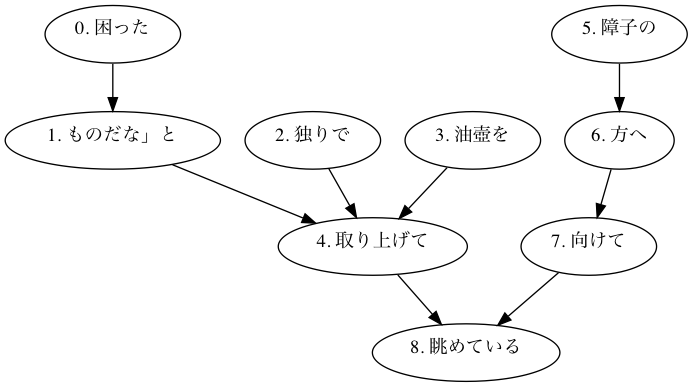 0. 困った
5. 障子の
1. ものだな」と
2. 独りで
3. 油壺を
6. 方へ
4. 取り上げて
7. 向けて
8. 眺めている